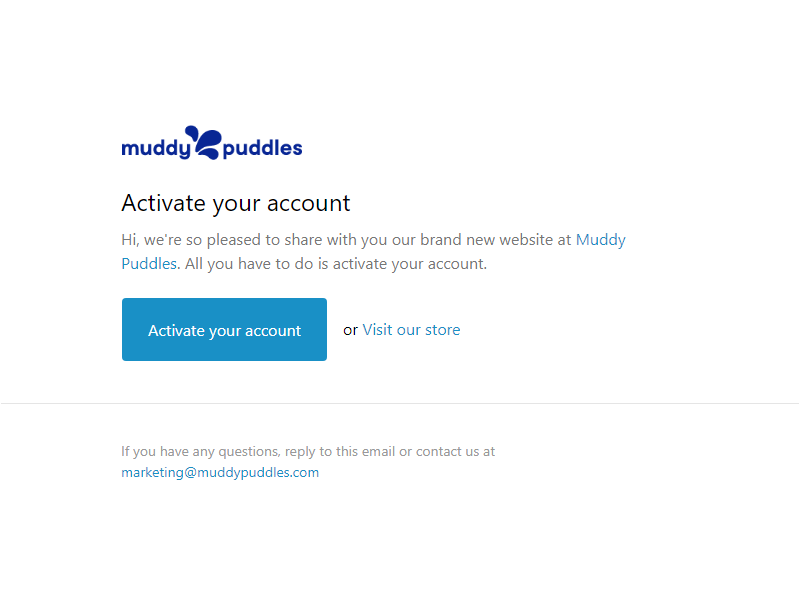 muddy puddles
Activate your account
Hi, we're so pleased to share with you our brand new website at Muddy
Puddles. All you have to do is activate your account.
Activate your account or Visit our store
If you have any questions, reply to this email or contact us at
marketing@muddypuddles.com